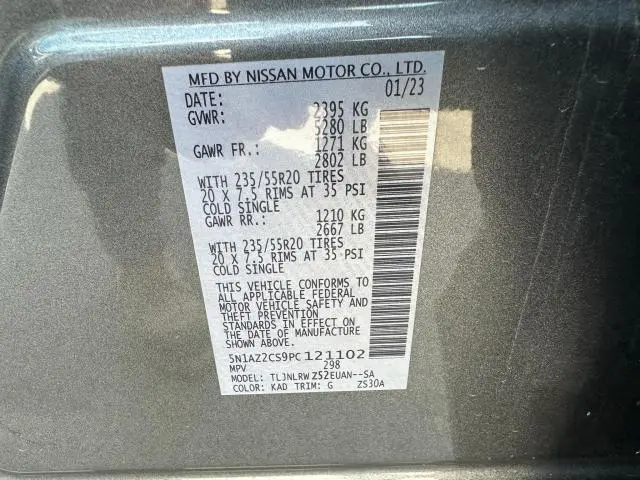 MFD BY NISSAN MOTOR CO., LTD.
DATE: 01/23
GVWR: 2395 KG
5280 LB
GAWR FR.: 1271 KG
2802 LB
WITH 235/55R20 TIRES
20 X 7.5 RIMS AT 35 PSI
COLD SINGLE
GAWR RR.: 1210 KG
2667 LB
WITH 235/55R20 TIRES
20 X 7.5 RIMS AT 35 PSI
COLD SINGLE
THIS VEHICLE CONFORMS TO
ALL APPLICABLE FEDERAL
MOTOR VEHICLE SAFETY AND
THEFT PREVENTION
STANDARDS IN EFFECT ON
THE DATE OF MANUFACTURE
SHOWN ABOVE.
5N1AZ2CS9PC121102
MPV 298
MODEL: TLJNLRWZ52EUAN--SA
COLOR: KAD TRIM: G ZS30A